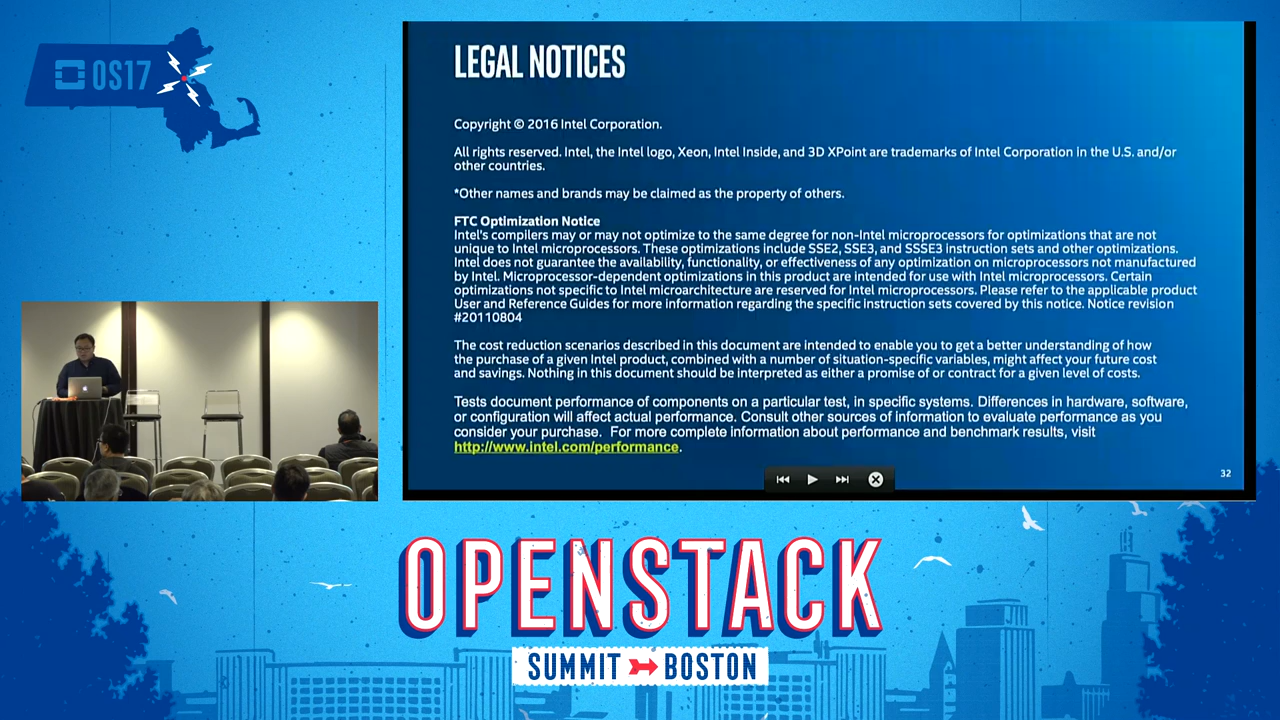 OS17
LEGAL NOTICES
Copyright © 2016 Intel Corporation.
All rights reserved. Intel, the Intel logo, Xeon, Intel Inside, and 3D XPoint are trademarks of Intel Corporation in the U.S. and/or
other countries.
*Other names and brands may be claimed as the property of others.
FTC Optimization Notice
Intel's compilers may or may not optimize to the same degree for non-Intel microprocessors for optimizations that are not
unique to Intel microprocessors. These optimizations include SSE2, SSE3, and SSSE3 instruction sets and other optimizations.
Intel does not guarantee the availability, functionality, or effectiveness of any optimization on microprocessors not manufactured
by Intel. Microprocessor-dependent optimizations in this product are intended for use with Intel microprocessors. Certain
optimizations not specific to Intel microarchitecture are reserved for Intel microprocessors. Please refer to the applicable product
User and Reference Guides for more information regarding the specific instruction sets covered by this notice. Notice revision
#20110804
The cost reduction scenarios described in this document are intended to enable you to get a better understanding of how
the purchase of a given Intel product, combined with a number of situation-specific variables, might affect your future cost
and savings. Nothing in this document should be interpreted as either a promise of or contract for a given level of costs.
Tests document performance of components on a particular test, in specific systems. Differences in hardware, software,
or configuration will affect actual performance. Consult other sources of information to evaluate performance as you
consider your purchase.  For more complete information about performance and benchmark results, visit
http://www.intel.com/performance.
32
OPENSTACK
SUMMIT BOSTON